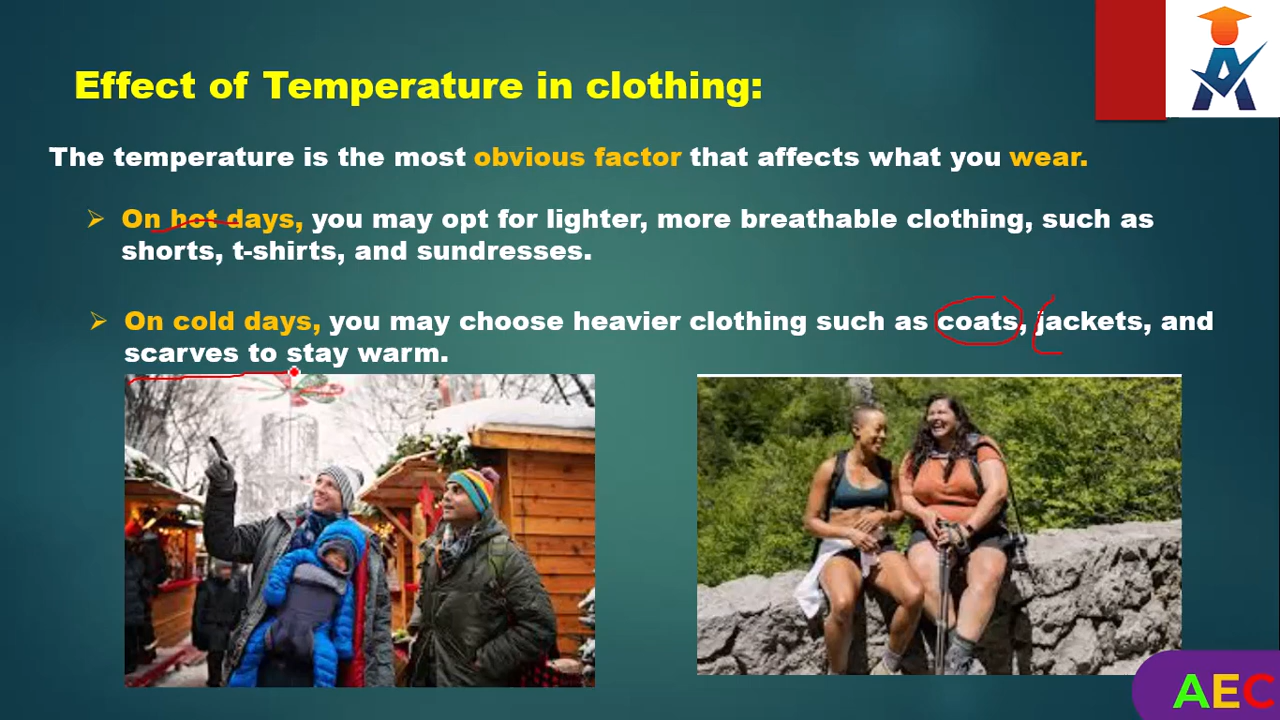 Effect of Temperature in clothing:
The temperature is the most obvious factor that affects what you wear.
On hot days, you may opt for lighter, more breathable clothing, such as
shorts, t-shirts, and sundresses.
On cold days, you may choose heavier clothing such as coats, jackets, and
scarves to stay warm.
AEC